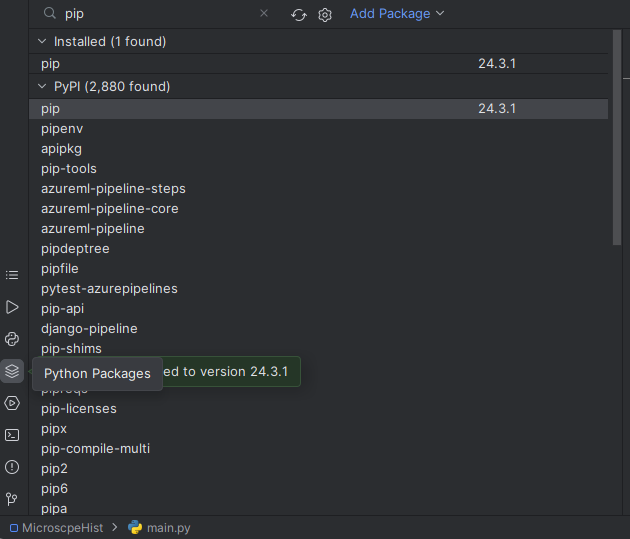 pip
Add Package
Installed (1 found)
pip 24.3.1
PyPI (2,880 found)
pip 24.3.1
pipenv
apipkg
pip-tools
azureml-pipeline-steps
azureml-pipeline-core
azureml-pipeline
pipdeptree
pipfile
pytest-azurepipelines
pip-api
django-pipeline
pip-shims
Python Packages
ed to version 24.3.1
pip-licenses
pipx
pip-compile-multi
pip2
pip6
pipa
MicroscpeHist > main.py